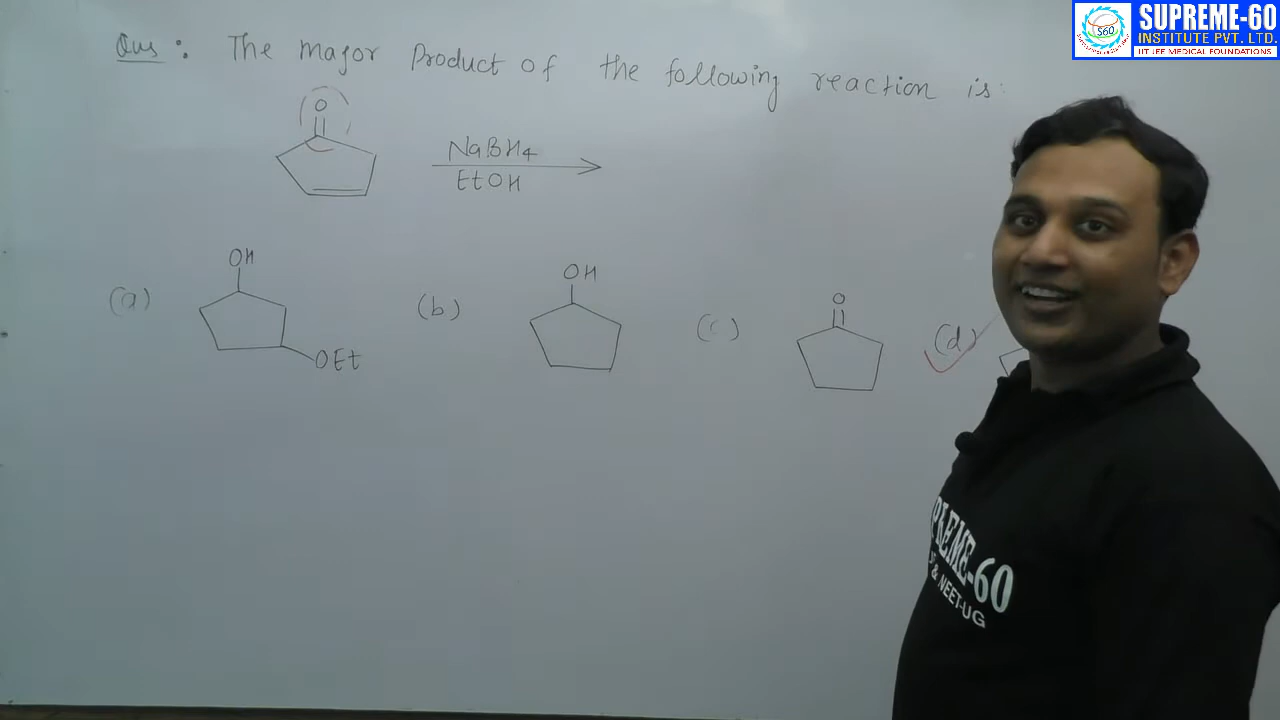 SUPREME-60
INSTITUTE PVT. LTD.
IIT JEE MEDICAL FOUNDATIONS
S60
Qus : The major Product of the following reaction is:
O
NaBH4
EtOH
(a)
OH
OEt
(b)
OH
(c)
O
(d)
PREME-60
& NEET-UG